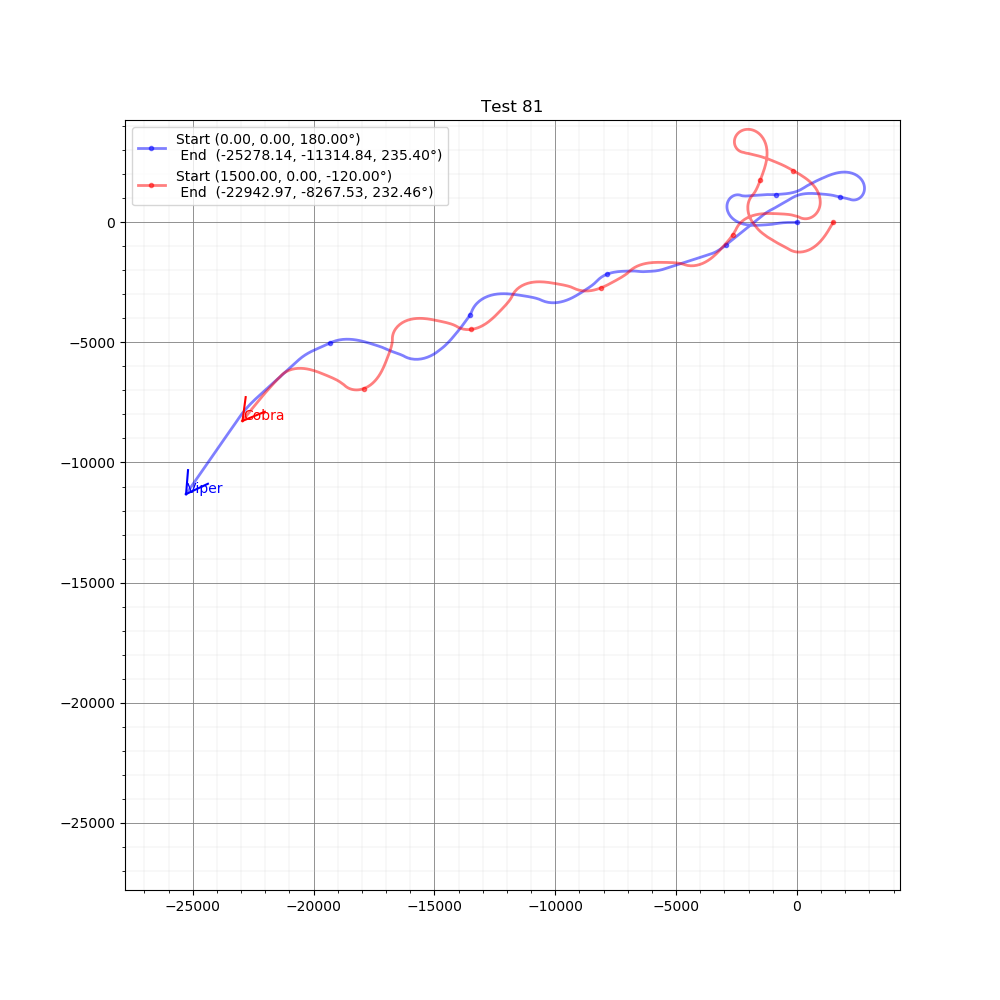 Test 81
Start (0.00, 0.00, 180.00°)
End  (-25278.14, -11314.84, 235.40°)
Start (1500.00, 0.00, -120.00°)
End  (-22942.97, -8267.53, 232.46°)
0
−5000
−10000
−15000
−20000
−25000
Cobra
Viper
−25000
−20000
−15000
−10000
−5000
0